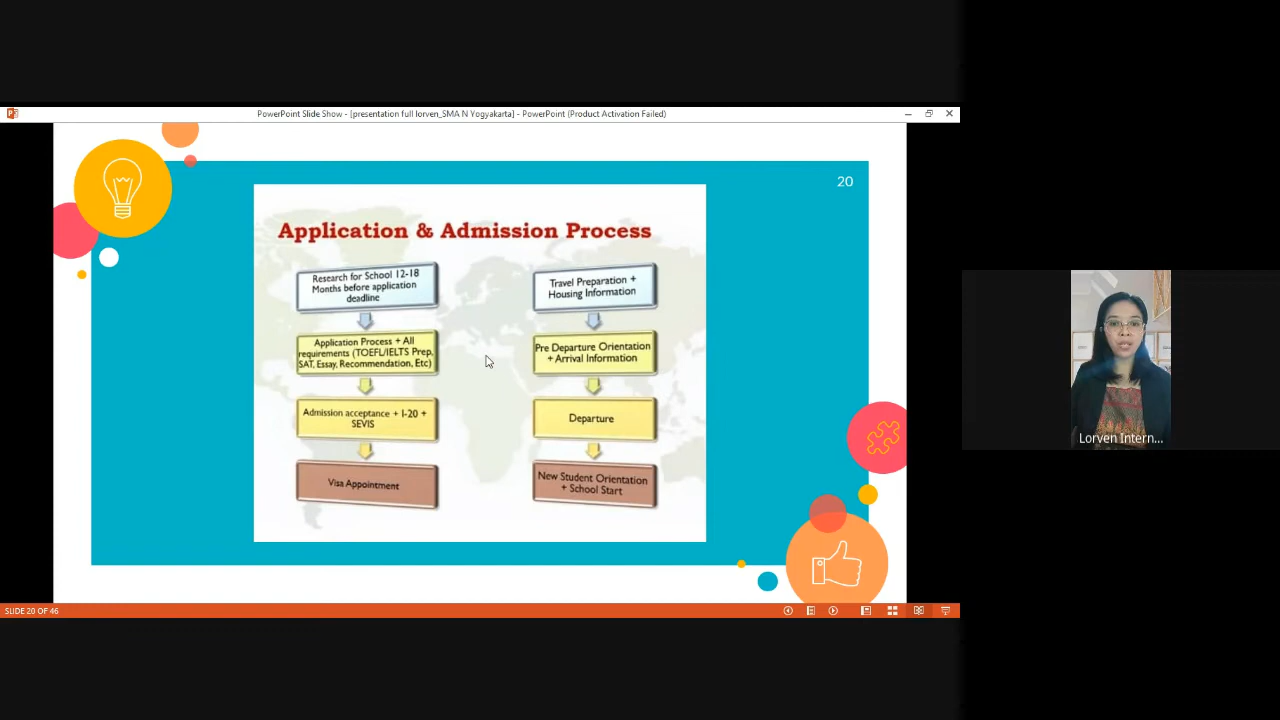 PowerPoint Slide Show - [presentation full lorven_SMA N Yogyakarta] - PowerPoint (Product Activation Failed)
20
Application & Admission Process
Research for School 12-18
Months before application
deadline
Application Process + All
requirements (TOEFL/IELTS Prep,
SAT, Essay, Recommendation, Etc)
Admission acceptance + I-20 +
SEVIS
Visa Appointment
Travel Preparation +
Housing Information
Pre Departure Orientation
+ Arrival Information
Departure
New Student Orientation
+ School Start
Lorven Intern...
SLIDE 20 OF 46